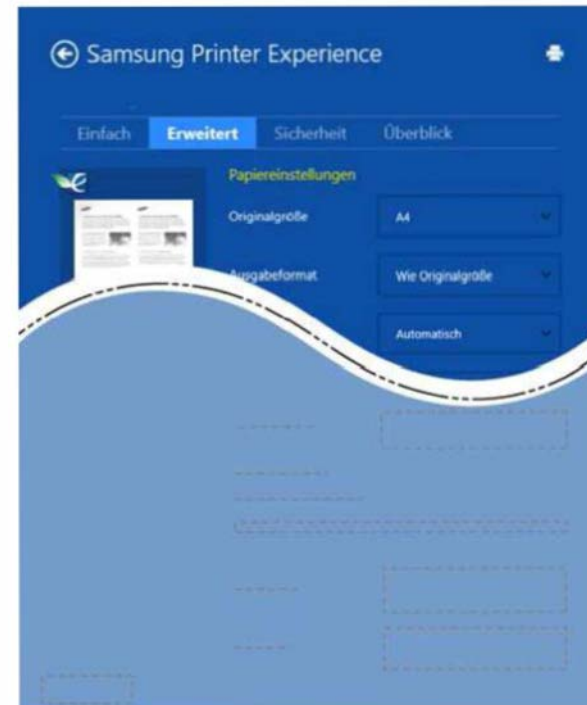 Samsung Printer Experience
Einfach Erweitert Sicherheit Überblick
Papiereinstellungen
Originalgröße A4
Ausgabeformat Wie Originalgröße
Automatisch